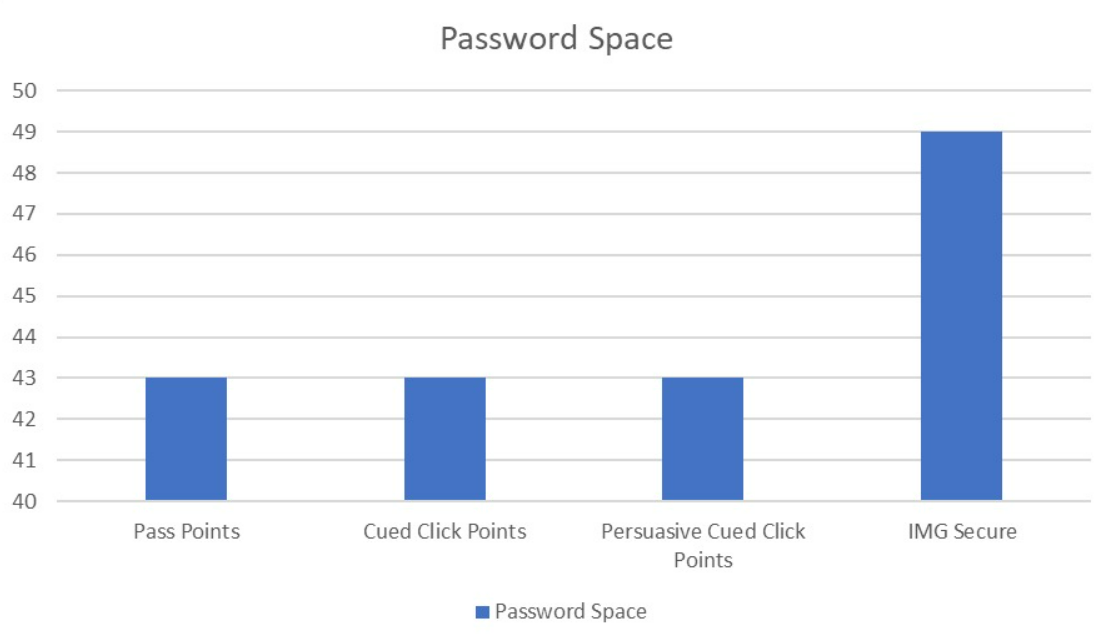 Password Space
50
49
48
47
46
45
44
43
42
41
40
Pass Points
Cued Click Points
Persuasive Cued Click
Points
IMG Secure
Password Space